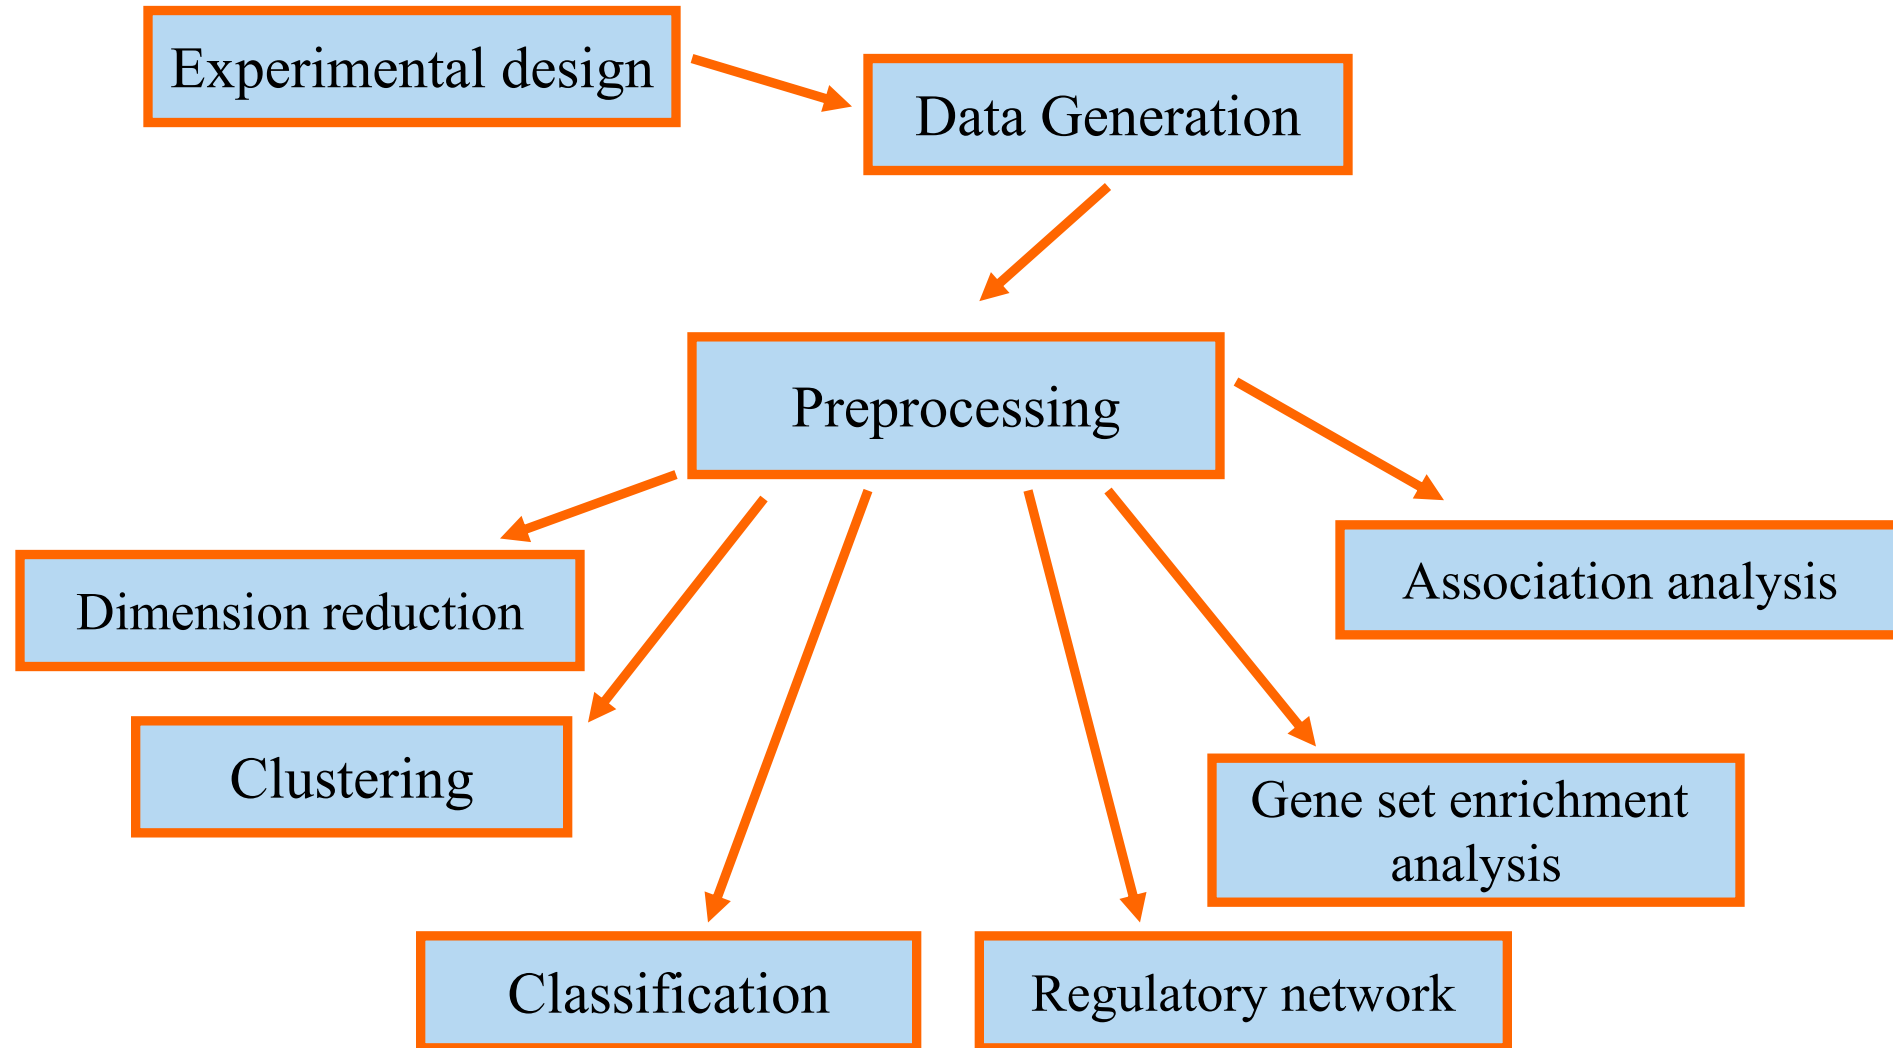 Experimental design
Data Generation
Preprocessing
Association analysis
Dimension reduction
Clustering
Gene set enrichment
analysis
Classification
Regulatory network